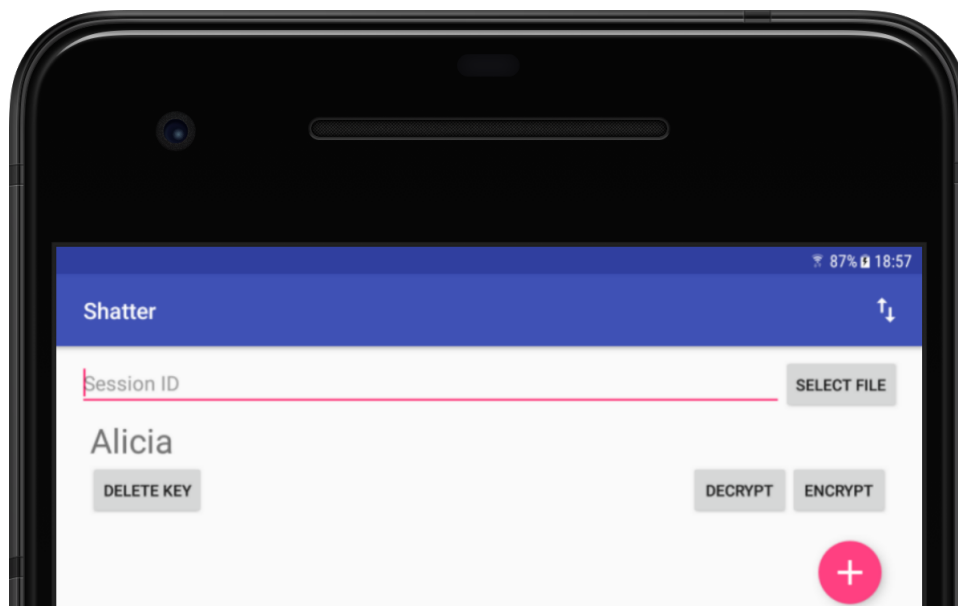 87% 18:57
Shatter
Session ID
SELECT FILE
Alicia
DELETE KEY
DECRYPT
ENCRYPT